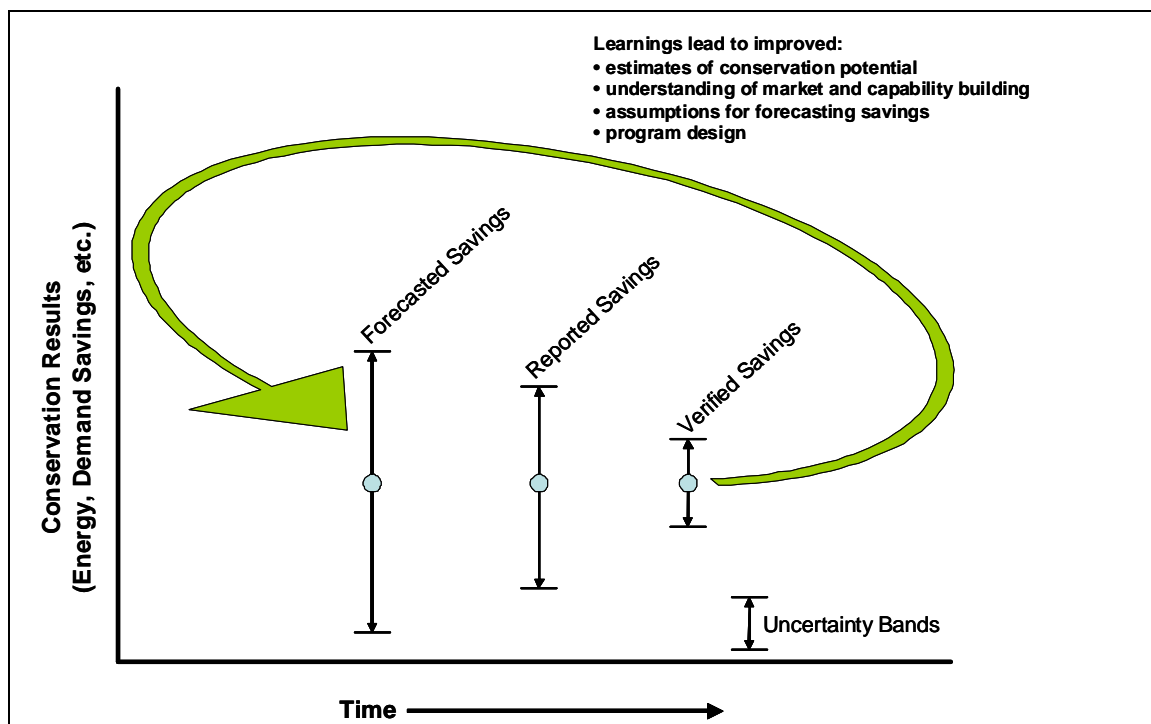 Learnings lead to improved:
• estimates of conservation potential
• understanding of market and capability building
• assumptions for forecasting savings
• program design
Conservation Results
(Energy, Demand Savings, etc.)
Forecasted Savings
Reported Savings
Verified Savings
Uncertainty Bands
Time